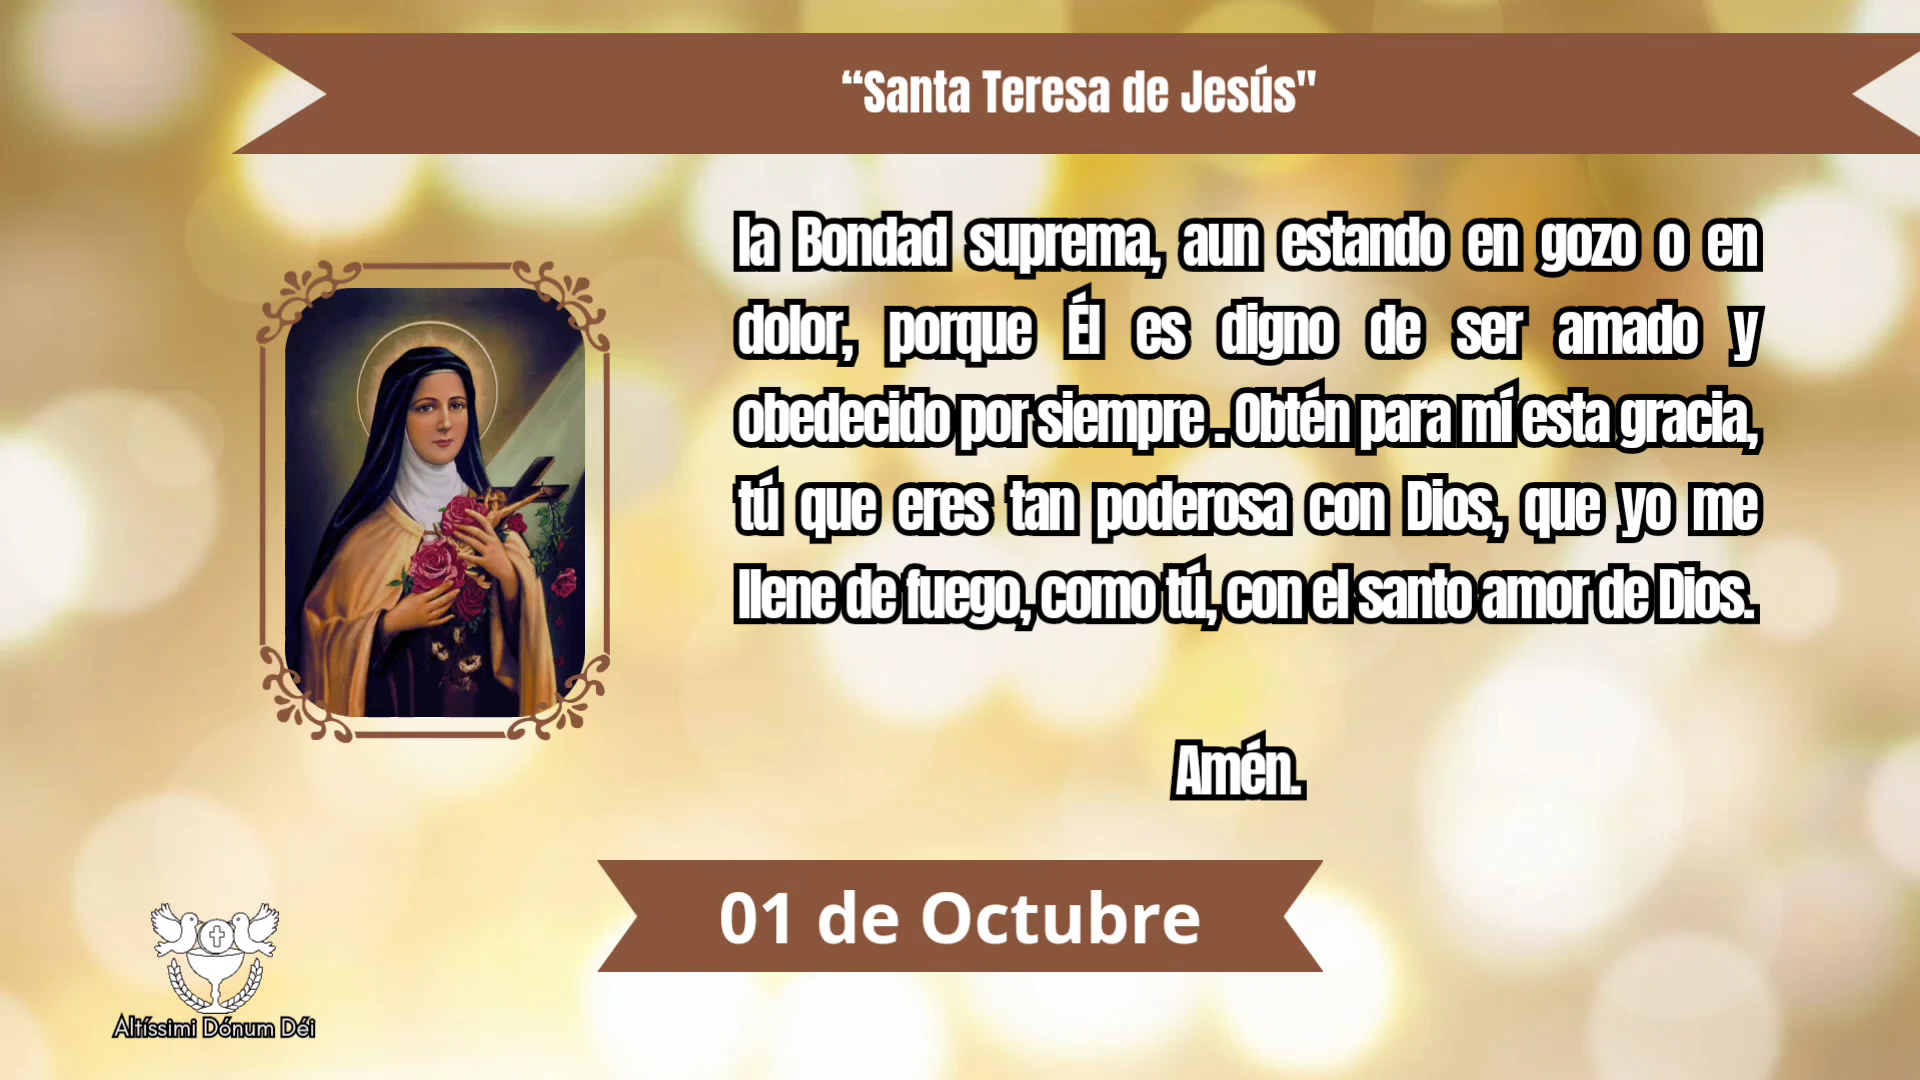 “Santa Teresa de Jesús"
la Bondad suprema, aun estando en gozo o en
dolor, porque Él es digno de ser amado y
obedecido por siempre . Obtén para mí esta gracia,
tú que eres tan poderosa con Dios, que yo me
llene de fuego, como tú, con el santo amor de Dios.
Amén.
01 de Octubre
Altíssimi Dónum Déi